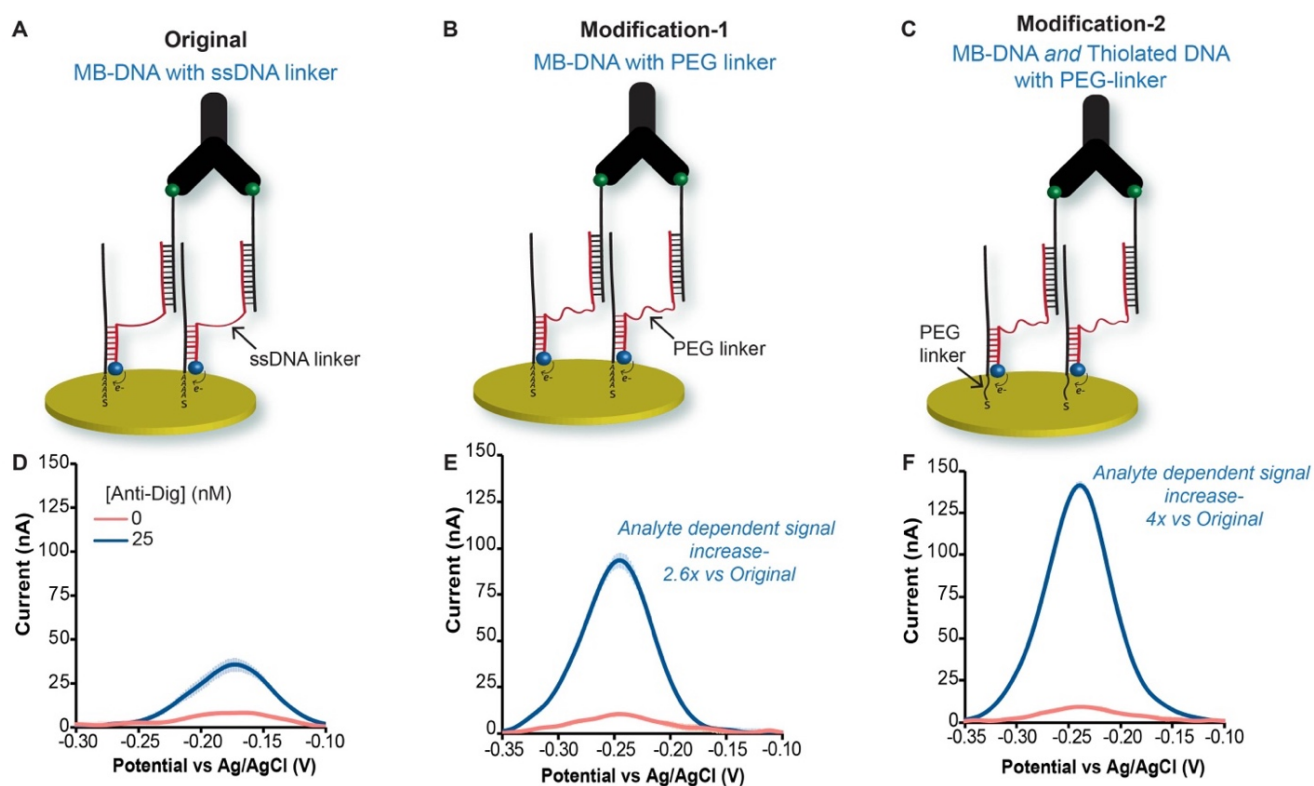 A
Original
MB-DNA with ssDNA linker
ssDNA linker
e-
e-
A
A
A
A
S
A
A
A
A
S
B
Modification-1
MB-DNA with PEG linker
PEG linker
e-
e-
A
A
A
A
S
A
A
A
A
S
C
Modification-2
MB-DNA and Thiolated DNA
with PEG-linker
PEG
linker
e-
e-
S
S
D
[Anti-Dig] (nM)
0
25
Current (nA)
150
125
100
75
50
25
0
-0.30 -0.25 -0.20 -0.15 -0.10
Potential vs Ag/AgCl (V)
E
Analyte dependent signal
increase-
2.6x vs Original
Current (nA)
150
125
100
75
50
25
0
-0.35 -0.30 -0.25 -0.20 -0.15 -0.10
Potential vs Ag/AgCl (V)
F
Analyte dependent signal
increase-
4x vs Original
Current (nA)
150
125
100
75
50
25
0
-0.35 -0.30 -0.25 -0.20 -0.15 -0.10
Potential vs Ag/AgCl (V)